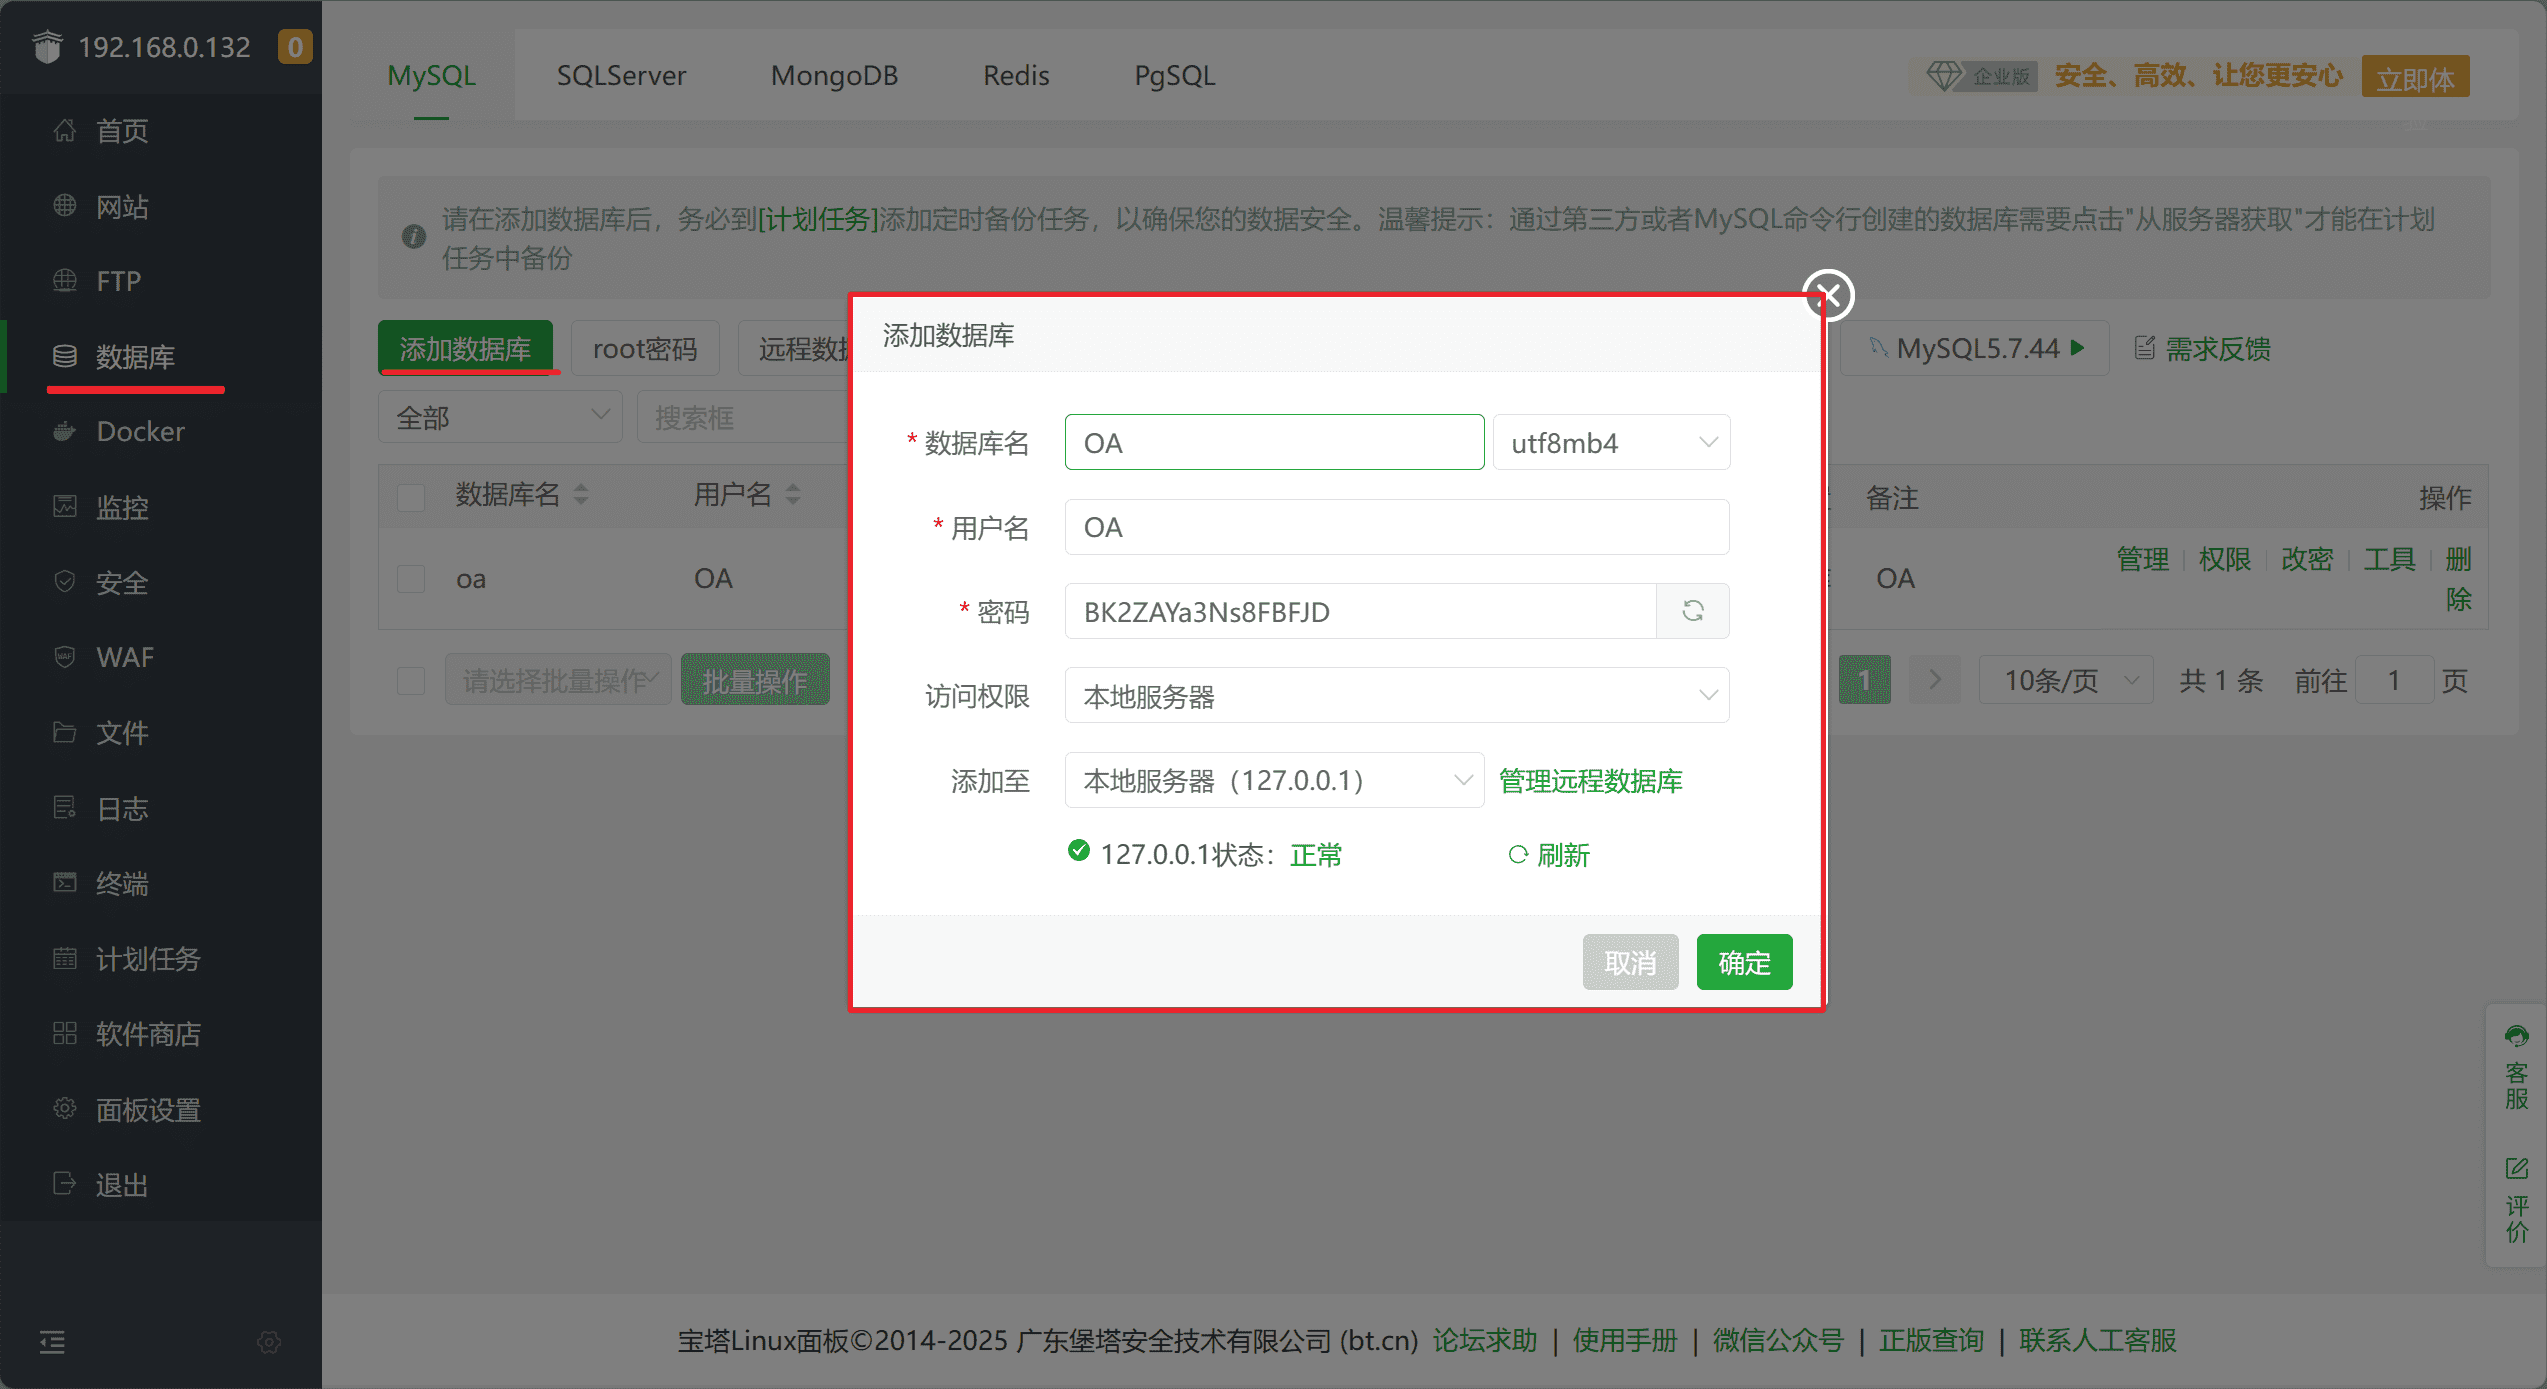 192.168.0.132 0
首页
网站
FTP
数据库
Docker
监控
安全
WAF
文件
日志
终端
计划任务
软件商店
面板设置
退出
MySQL SQLServer MongoDB Redis PgSQL
企业版 安全、高效、让您更安心 立即体
请在添加数据库后，务必到[计划任务]添加定时备份任务，以确保您的数据安全。温馨提示：通过第三方或者MySQL命令行创建的数据库需要点击"从服务器获取"才能在计划
任务中备份
添加数据库 root密码 远程数据
MySQL5.7.44 需求反馈
全部 搜索框
数据库名 用户名 备注 操作
oa OA OA 管理 权限 改密 工具 删
除
请选择批量操作 批量操作 1 10条/页 共 1 条 前往 1 页
添加数据库
* 数据库名 OA utf8mb4
* 用户名 OA
* 密码 BK2ZAYa3Ns8FBFJD
访问权限 本地服务器
添加至 本地服务器（127.0.0.1） 管理远程数据库
127.0.0.1状态： 正常 刷新
取消 确定
客
服
评
价
宝塔Linux面板©2014-2025 广东堡塔安全技术有限公司 (bt.cn) 论坛求助 | 使用手册 | 微信公众号 | 正版查询 | 联系人工客服